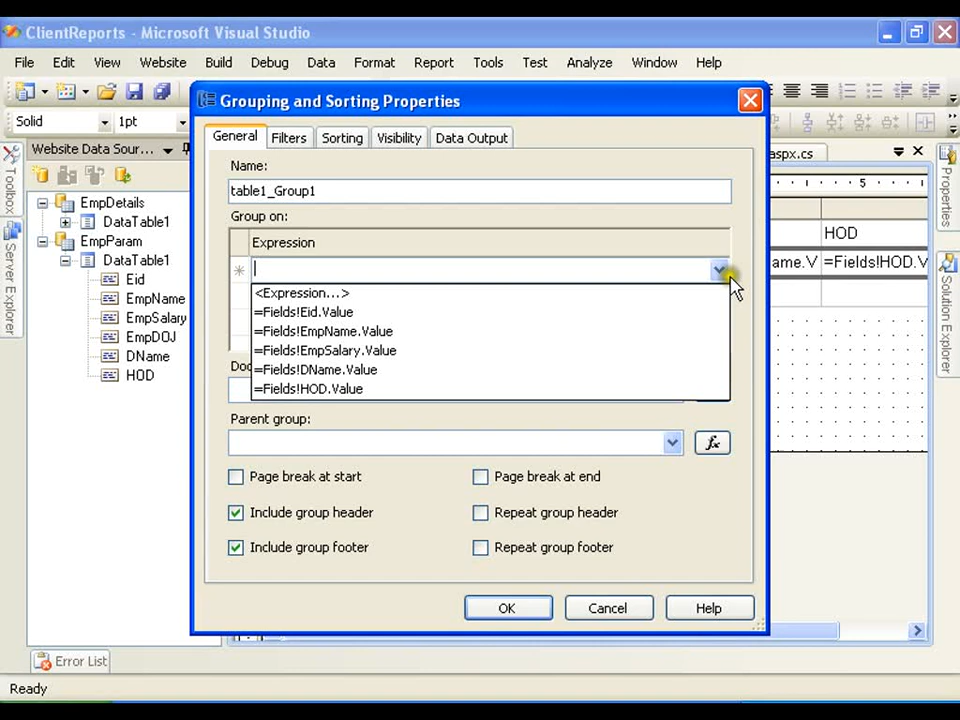 ClientReports - Microsoft Visual Studio
File Edit View Website Build Debug Data Format Report Tools Test Analyze Window Help
Solid 1pt
Website Data Sour...
Toolbox
Server Explorer
EmpDetails
DataTable1
EmpParam
DataTable1
Eid
EmpName
EmpSalary
EmpDOJ
DName
HOD
Grouping and Sorting Properties
General Filters Sorting Visibility Data Output
Name:
table1_Group1
Group on:
Expression
<Expression...>
=Fields!Eid.Value
=Fields!EmpName.Value
=Fields!EmpSalary.Value
=Fields!DName.Value
=Fields!HOD.Value
Doc
Parent group:
fx
Page break at start Page break at end
Include group header Repeat group header
Include group footer Repeat group footer
OK Cancel Help
aspx.cs
5
HOD
ame.V =Fields!HOD.V
Properties
Solution Explorer
Error List
Ready